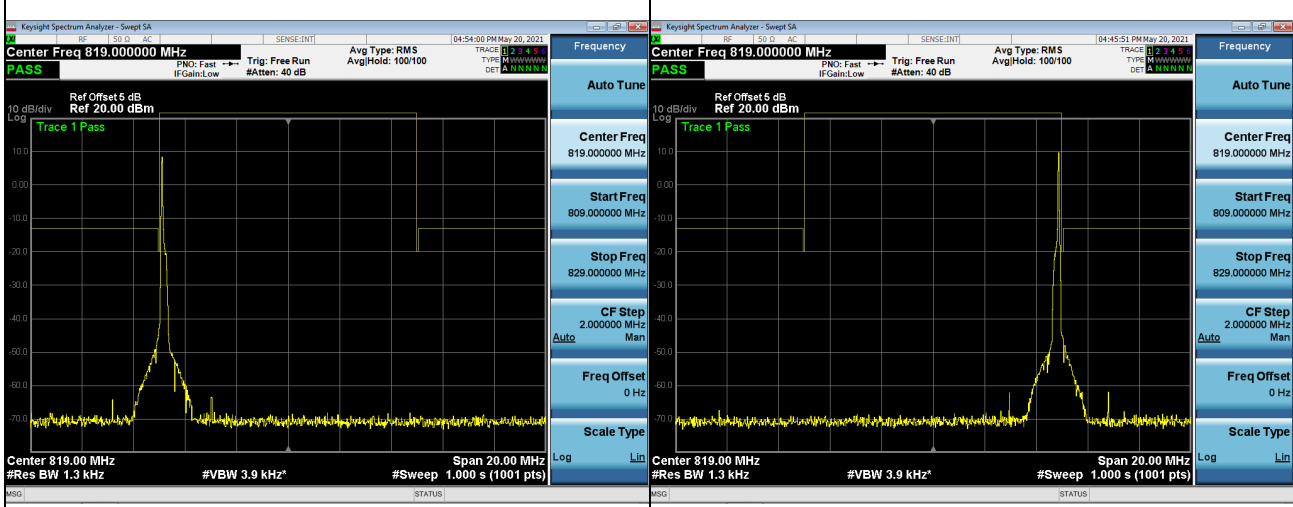 Keysight Spectrum Analyzer - Swept SA
RF 50 Ω AC SENSE:INT 04:54:00 PM May 20, 2021
Center Freq 819.000000 MHz
PASS
PNO: Fast
IFGain:Low
Trig: Free Run
#Atten: 40 dB
Avg Type: RMS
Avg|Hold: 100/100
TRACE 1 2 3 4 5 6
TYPE M WWWWW
DET A N N N N N
Ref Offset 5 dB
10 dB/div Ref 20.00 dBm
Log
Trace 1 Pass
10.0
0.00
-10.0
-20.0
-30.0
-40.0
-50.0
-60.0
-70.0
Center 819.00 MHz Span 20.00 MHz
#Res BW 1.3 kHz #VBW 3.9 kHz* #Sweep 1.000 s (1001 pts)
MSG STATUS
Frequency
Auto Tune
Center Freq
819.000000 MHz
Start Freq
809.000000 MHz
Stop Freq
829.000000 MHz
CF Step
2.000000 MHz
Auto Man
Freq Offset
0 Hz
Scale Type
Log Lin
Keysight Spectrum Analyzer - Swept SA
RF 50 Ω AC SENSE:INT 04:45:51 PM May 20, 2021
Center Freq 819.000000 MHz
PASS
PNO: Fast
IFGain:Low
Trig: Free Run
#Atten: 40 dB
Avg Type: RMS
Avg|Hold: 100/100
TRACE 1 2 3 4 5 6
TYPE M WWWWW
DET A N N N N N
Ref Offset 5 dB
10 dB/div Ref 20.00 dBm
Log
Trace 1 Pass
10.0
0.00
-10.0
-20.0
-30.0
-40.0
-50.0
-60.0
-70.0
Center 819.00 MHz Span 20.00 MHz
#Res BW 1.3 kHz #VBW 3.9 kHz* #Sweep 1.000 s (1001 pts)
MSG STATUS
Frequency
Auto Tune
Center Freq
819.000000 MHz
Start Freq
809.000000 MHz
Stop Freq
829.000000 MHz
CF Step
2.000000 MHz
Auto Man
Freq Offset
0 Hz
Scale Type
Log Lin